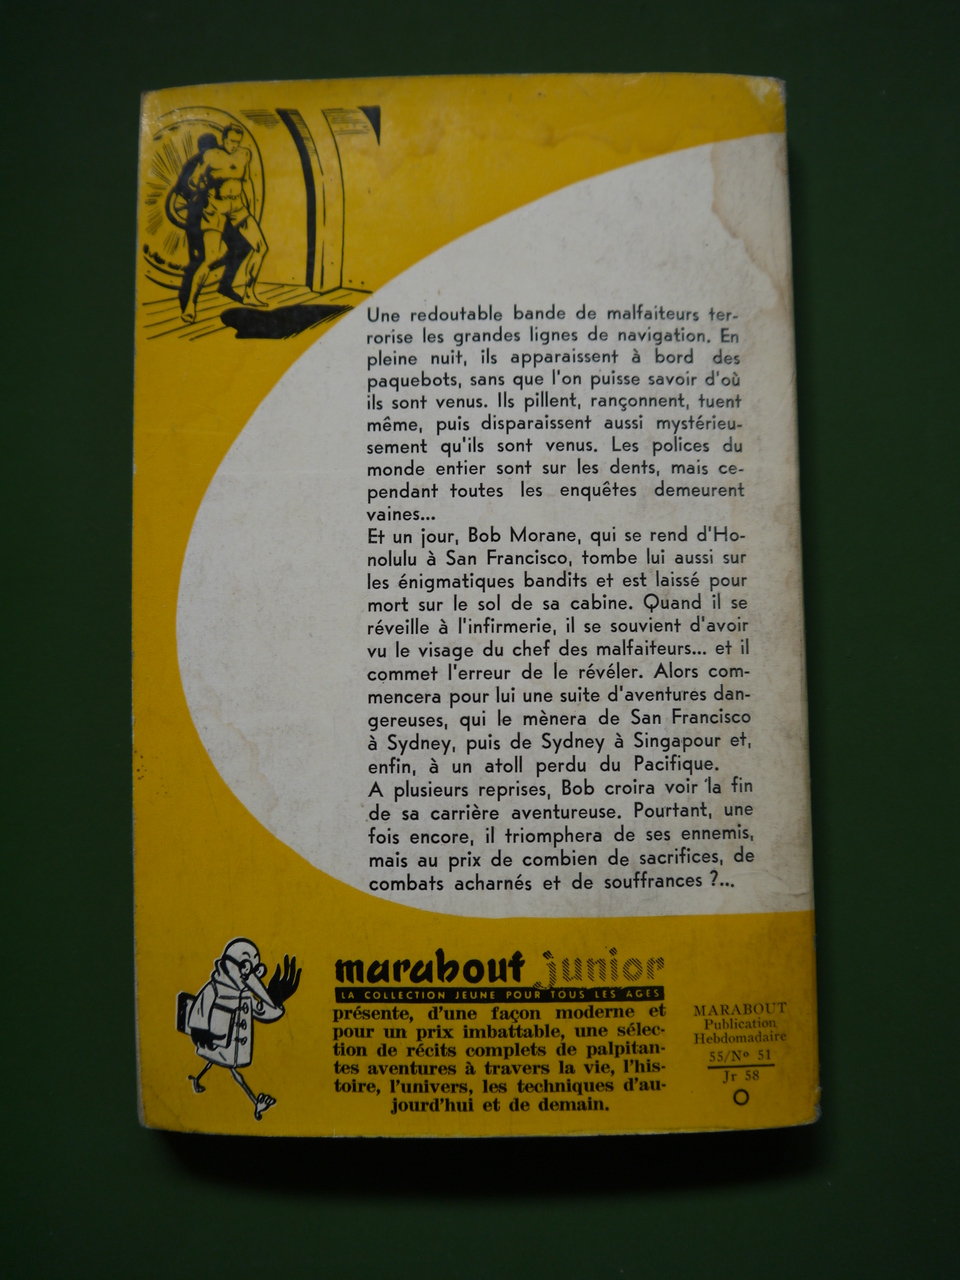 Une redoutable bande de malfaiteurs ter-
rorise les grandes lignes de navigation. En
pleine nuit, ils apparaissent à bord des
paquebots, sans que l'on puisse savoir d'où
ils sont venus. Ils pillent, rançonnent, tuent
même, puis disparaissent aussi mystérieu-
sement qu'ils sont venus. Les polices du
monde entier sont sur les dents, mais ce-
pendant toutes les enquêtes demeurent
vaines...
Et un jour, Bob Morane, qui se rend d'Ho-
nolulu à San Francisco, tombe lui aussi sur
les énigmatiques bandits et est laissé pour
mort sur le sol de sa cabine. Quand il se
réveille à l'infirmerie, il se souvient d'avoir
vu le visage du chef des malfaiteurs... et il
commet l'erreur de le révéler. Alors com-
mencera pour lui une suite d'aventures dan-
gereuses, qui le mènera de San Francisco
à Sydney, puis de Sydney à Singapour et,
enfin, à un atoll perdu du Pacifique.
A plusieurs reprises, Bob croira voir la fin
de sa carrière aventureuse. Pourtant, une
fois encore, il triomphera de ses ennemis,
mais au prix de combien de sacrifices, de
combats acharnés et de souffrances ?...
marabout junior
LA COLLECTION JEUNE POUR TOUS LES AGES
présente, d'une façon moderne et
pour un prix imbattable, une sélec-
tion de récits complets de palpitan-
tes aventures à travers la vie, l'his-
toire, l'univers, les techniques d'au-
jourd'hui et de demain.
MARABOUT
Publication
Hebdomadaire
55/Nº 51
Jr 58
O